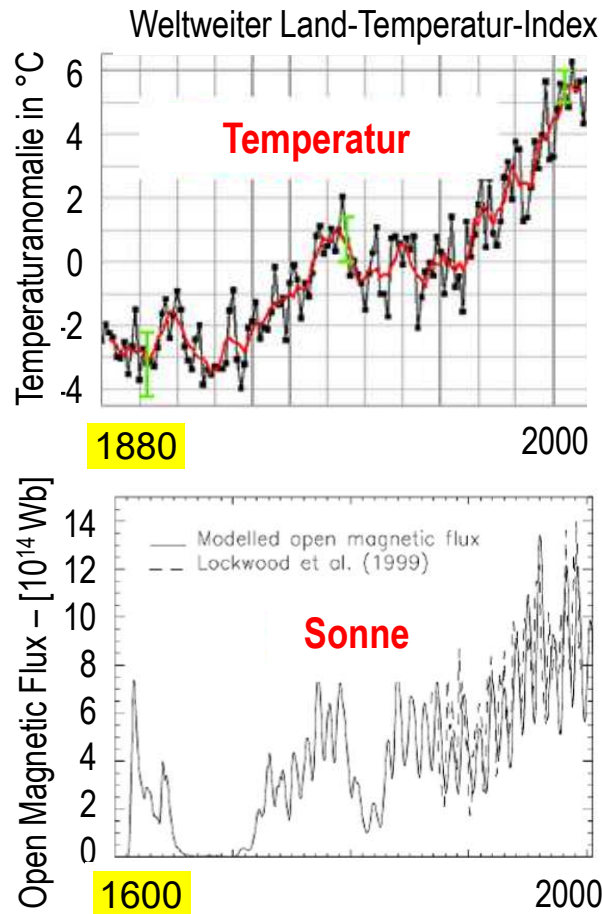 Weltweiter Land-Temperatur-Index
Temperaturanomalie in °C
6
4
2
0
-2
-4
Temperatur
1880
2000
Open Magnetic Flux – [10¹⁴ Wb]
14
12
10
8
6
4
2
0
Modelled open magnetic flux
Lockwood et al. (1999)
Sonne
1600
2000